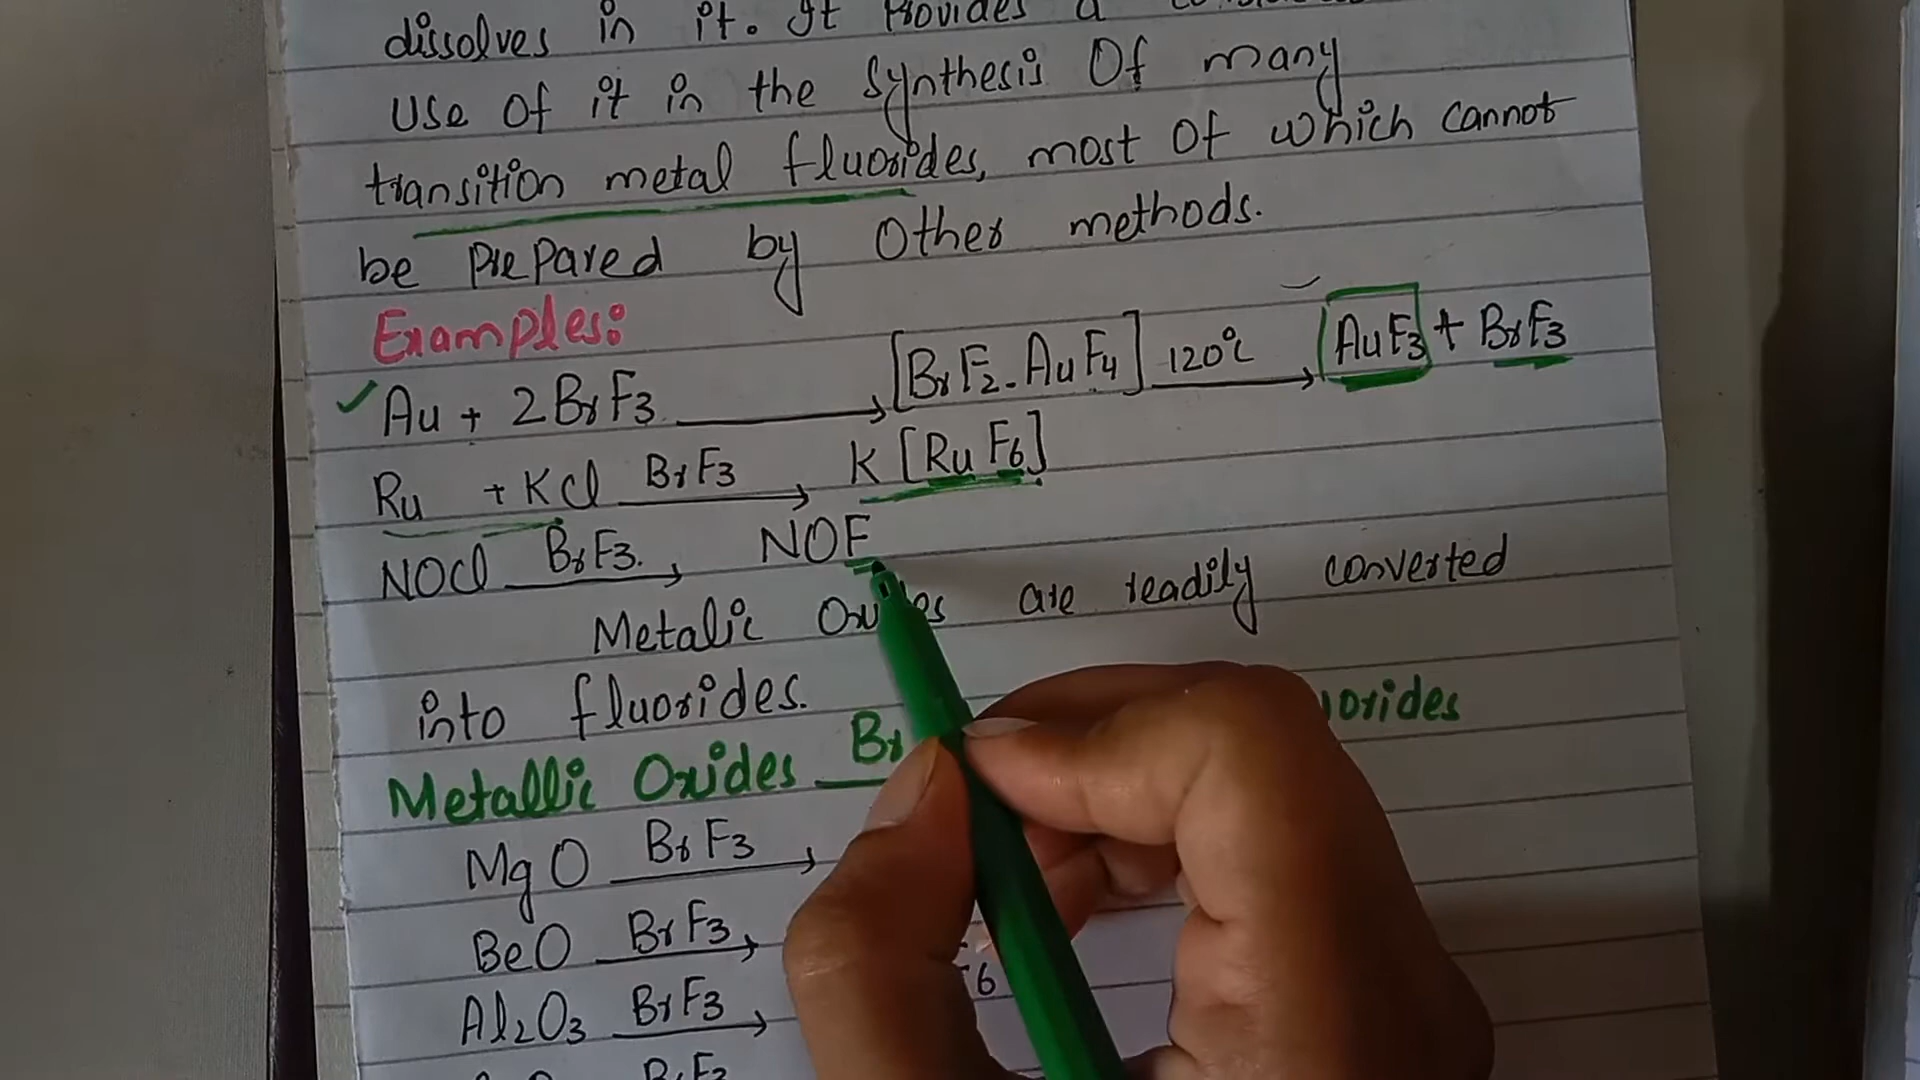 dissolves in it. It provides a
use of it in the synthesis of many
transition metal fluorides, most of which cannot
be prepared by other methods.
Examples:
Au + 2BrF3 → [BrF2-AuF4] 120°C → AuF3 + BrF3
Ru + KCl BrF3 → K[RuF6]
NOCl BrF3. → NOF
Metalic are readily converted
into fluorides.
Metallic Oxides Br
MgO BrF3 →
BeO BrF3 →
Al2O3 BrF3 →
BrF3